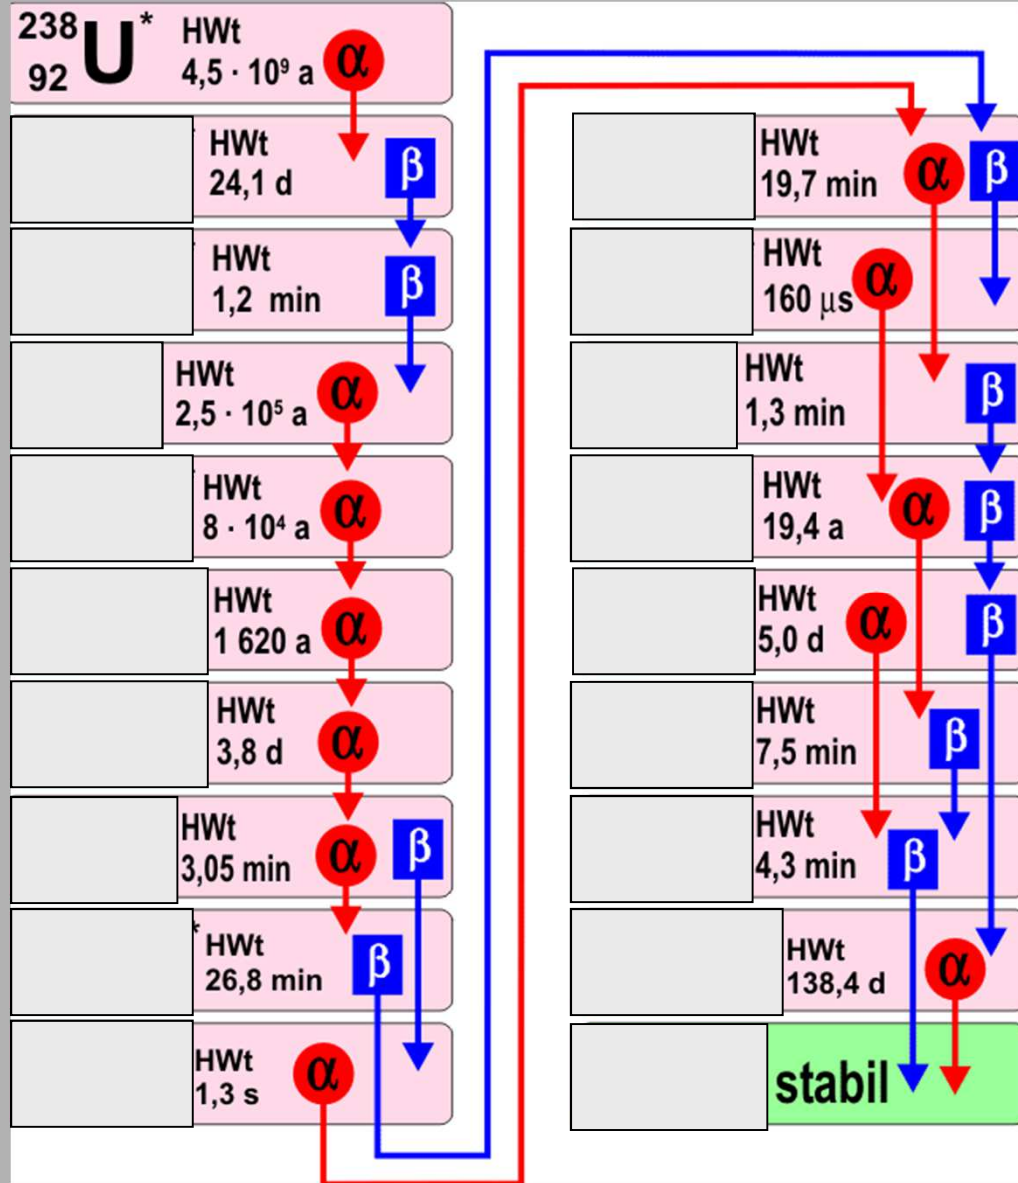 238 U* HWt
92 4,5 · 10⁹ a α
HWt
24,1 d β
HWt
1,2 min β
HWt
2,5 · 10⁵ a α
HWt
8 · 10⁴ a α
HWt
1 620 a α
HWt
3,8 d α
HWt
3,05 min α β
* HWt
26,8 min β
HWt
1,3 s α
HWt
19,7 min α β
HWt
160 µs α
HWt
1,3 min β
HWt
19,4 a α β
HWt
5,0 d α β
HWt
7,5 min β
HWt
4,3 min β
HWt
138,4 d α
stabil